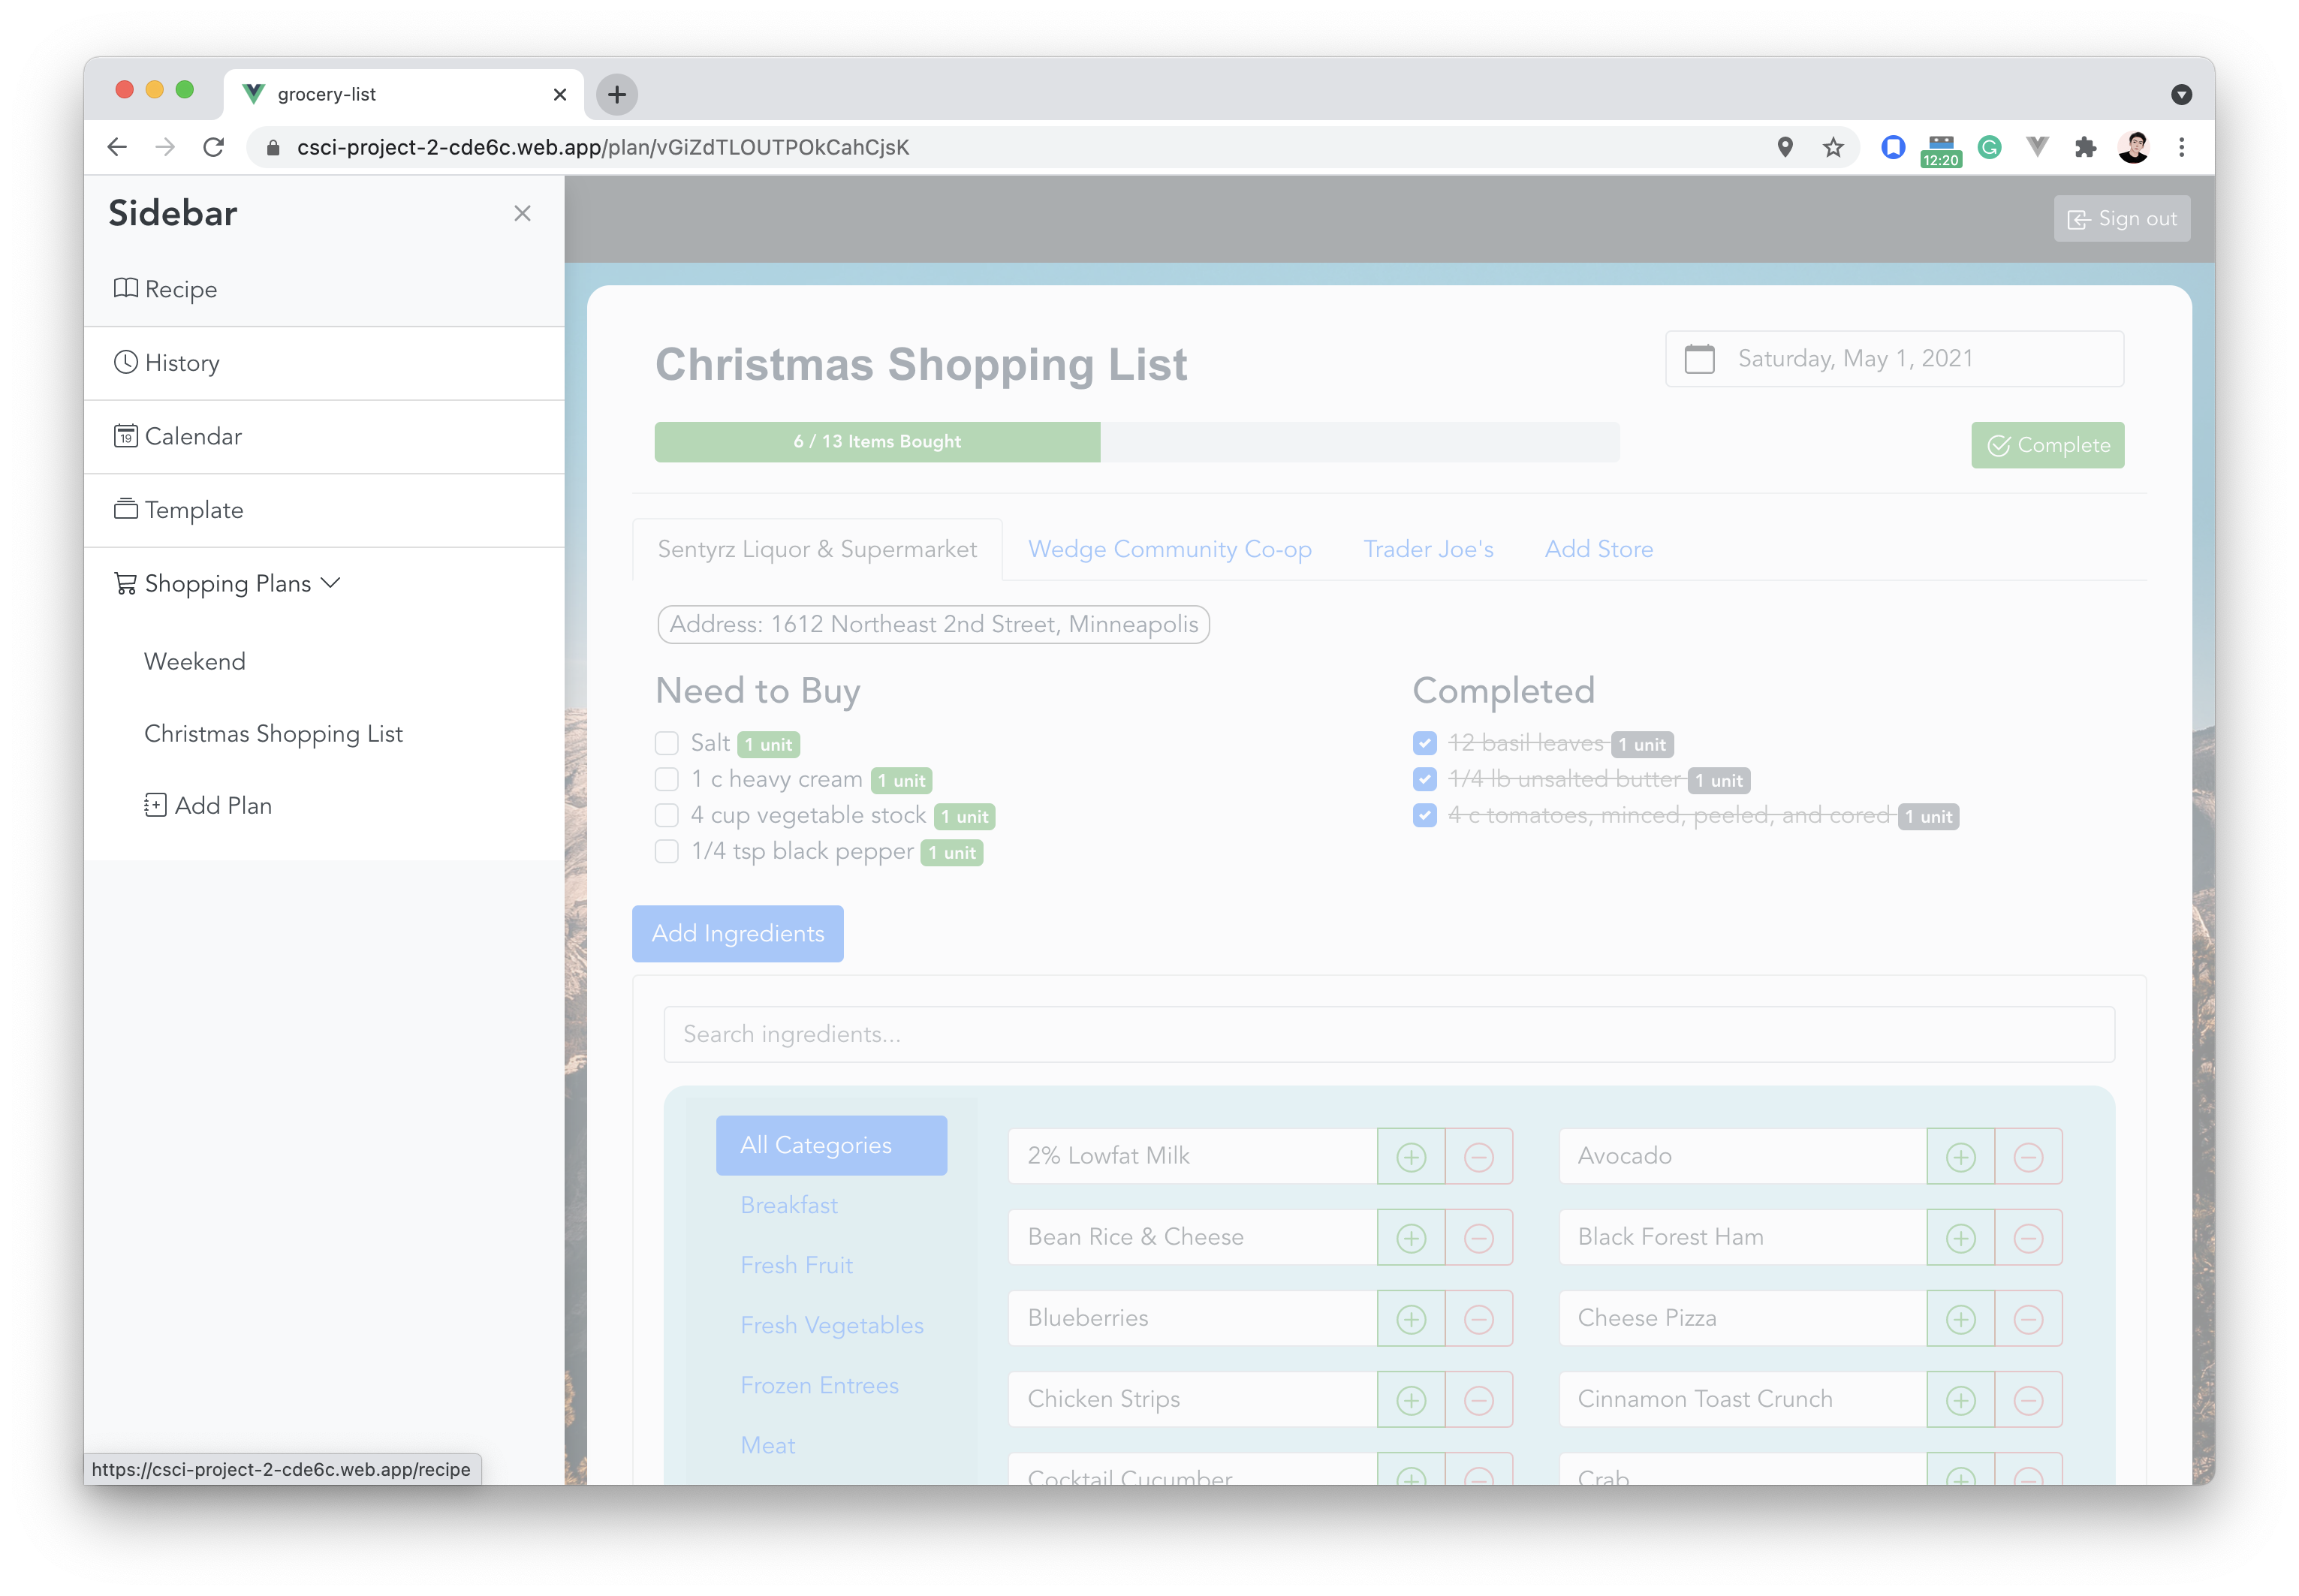 grocery-list
csci-project-2-cde6c.web.app/plan/vGiZdTLOUTPOkCahCjsK
12:20
Sidebar
Recipe
History
19
Calendar
Template
Shopping Plans
Weekend
Christmas Shopping List
Add Plan
https://csci-project-2-cde6c.web.app/recipe
Sign out
Christmas Shopping List
Saturday, May 1, 2021
6 / 13 Items Bought
Complete
Sentyrz Liquor & Supermarket
Wedge Community Co-op
Trader Joe's
Add Store
Address: 1612 Northeast 2nd Street, Minneapolis
Need to Buy
Salt 1 unit
1 c heavy cream 1 unit
4 cup vegetable stock 1 unit
1/4 tsp black pepper 1 unit
Completed
12 basil leaves 1 unit
1/4 lb unsalted butter 1 unit
4 c tomatoes, minced, peeled, and cored 1 unit
Add Ingredients
Search ingredients...
All Categories
Breakfast
Fresh Fruit
Fresh Vegetables
Frozen Entrees
Meat
2% Lowfat Milk
Avocado
Bean Rice & Cheese
Black Forest Ham
Blueberries
Cheese Pizza
Chicken Strips
Cinnamon Toast Crunch
Cocktail Cucumber
Crab